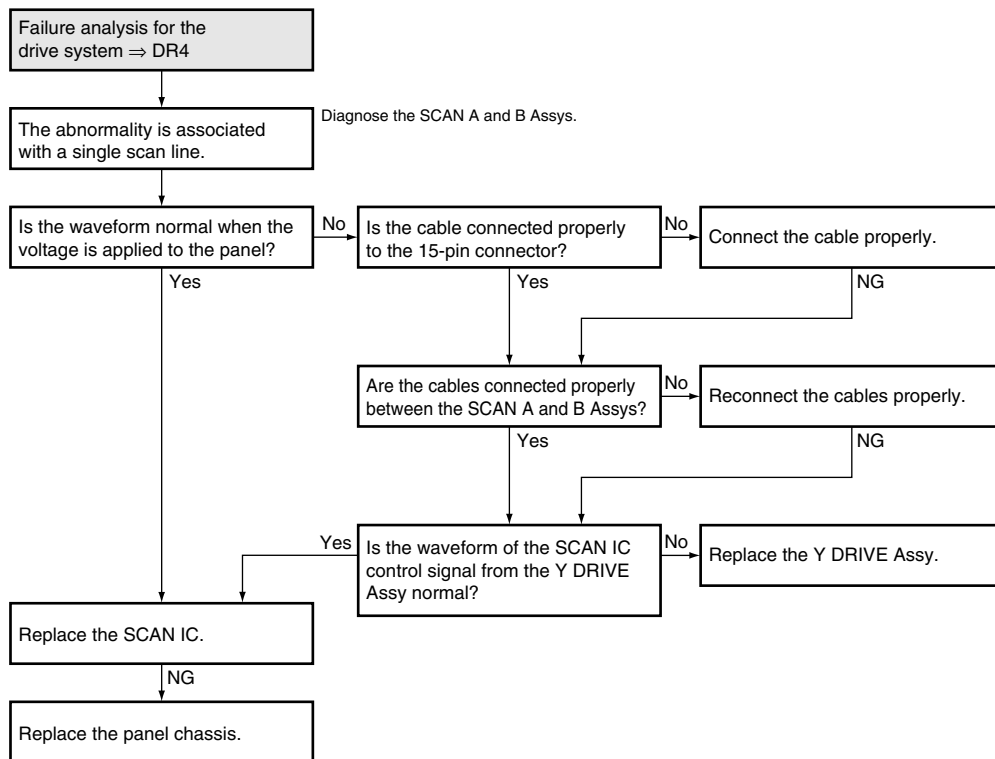 Failure analysis for the
drive system ⇒ DR4
The abnormality is associated
with a single scan line.
Diagnose the SCAN A and B Assys.
Is the waveform normal when the
voltage is applied to the panel?
No
Is the cable connected properly
to the 15-pin connector?
No
Connect the cable properly.
Yes
Yes
NG
Are the cables connected properly
between the SCAN A and B Assys?
No
Reconnect the cables properly.
Yes
NG
Yes
Is the waveform of the SCAN IC
control signal from the Y DRIVE
Assy normal?
No
Replace the Y DRIVE Assy.
Replace the SCAN IC.
NG
Replace the panel chassis.